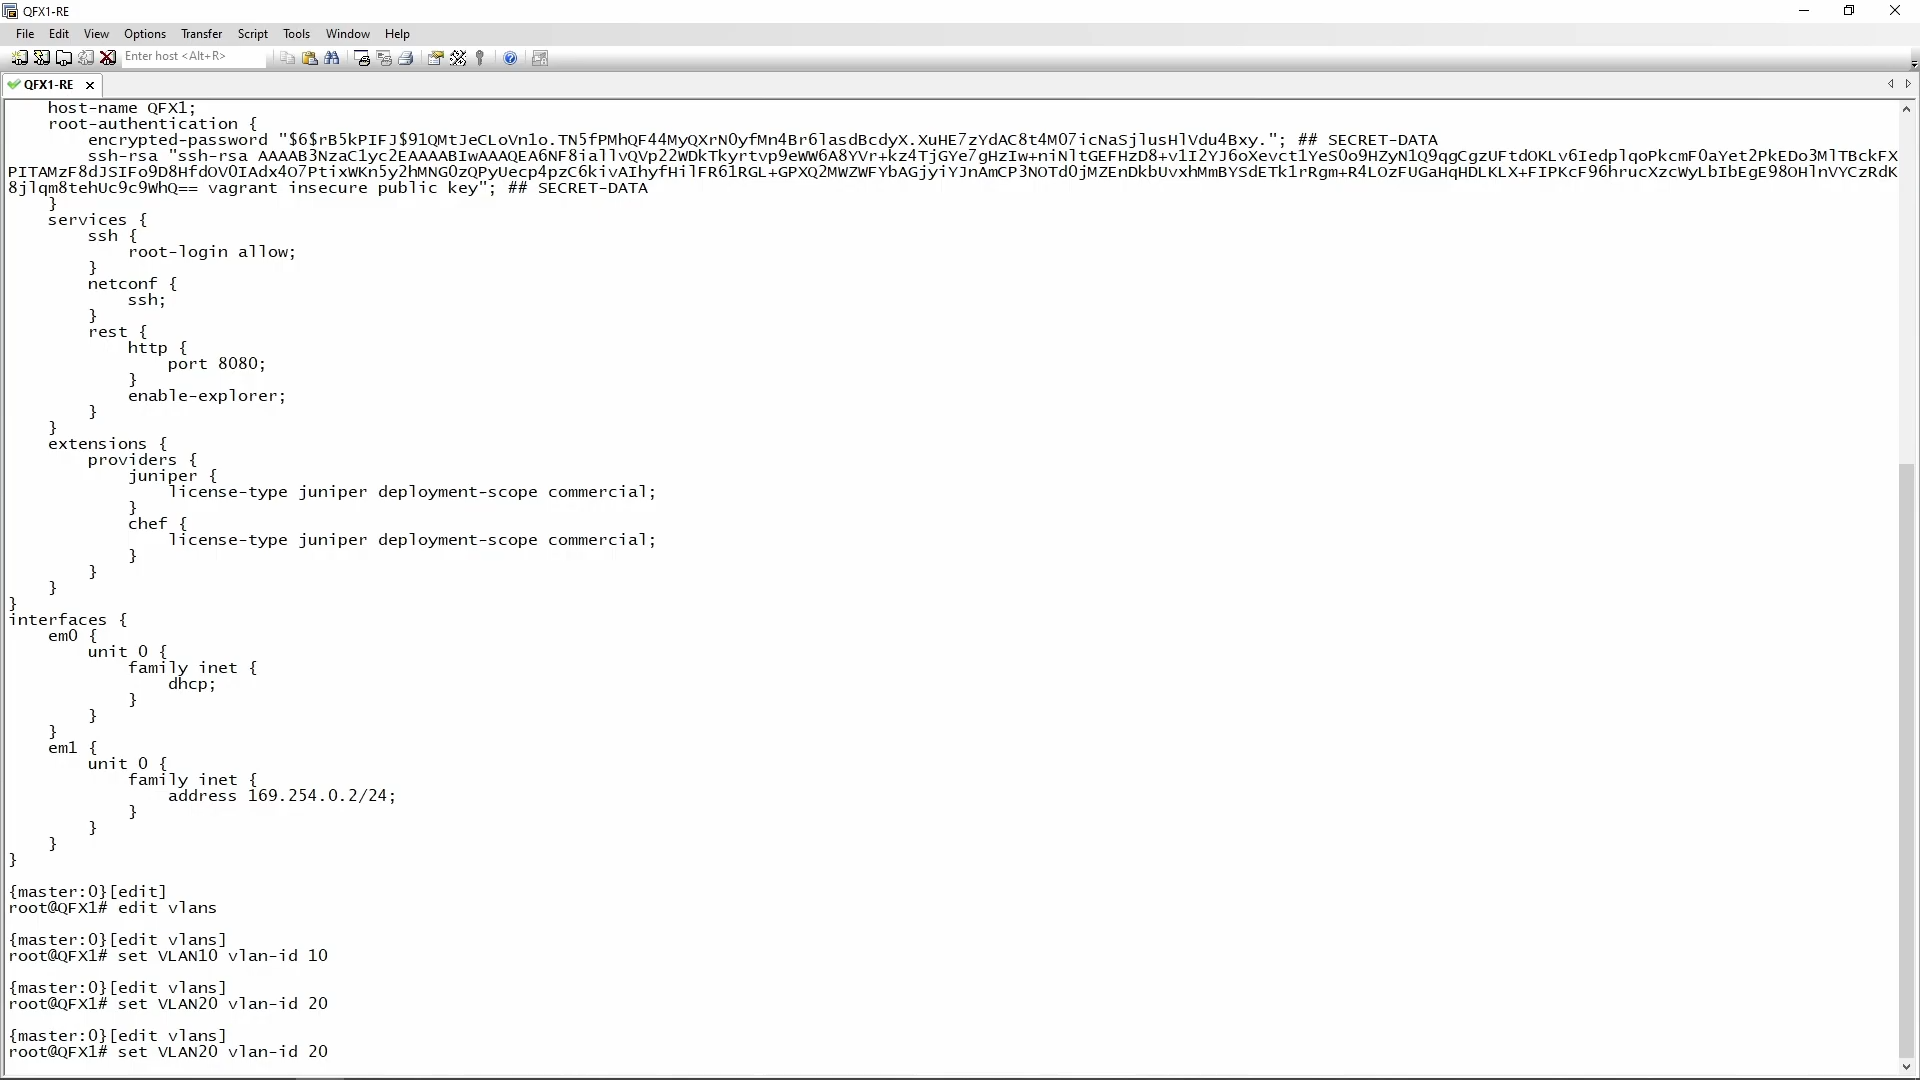 QFX1-RE
File Edit View Options Transfer Script Tools Window Help
Enter host <Alt+R>
QFX1-RE
host-name QFX1;
root-authentication {
encrypted-password "$6$rB5kPIFJ$91QMtJeCLoVn1o.TN5fPMhQF44MyQXrN0yfMn4Br6lasdBcdyX.XuHE7zYdAC8t4M07icNaSjlusHlVdu4Bxy."; ## SECRET-DATA
ssh-rsa "ssh-rsa AAAAB3NzaC1yc2EAAAABIwAAAQEA6NF8iallvQVp22WDkTkyrtvp9eWW6A8YVr+kz4TjGYe7gHzIw+niNltGEFHzD8+v1I2YJ6oXevct1YeS0o9HZyN1Q9qgCgzUFtdOKLv6IedplqoPkcmF0aYet2PkEDo3MlTBckFX
PITAMzF8dJSIFo9D8HfdOV0IAdx4O7PtixWKn5y2hMNG0zQPyUecp4pzC6kivAIhyfHilFR61RGL+GPXQ2MWZWFYbAGjyiYJnAmCP3NOTd0jMZEnDkbUvxhMmBYSdETk1rRgm+R4LOzFUGaHqHDLKLX+FIPKcF96hrucXzcWyLbIbEgE98OHlnVYCzRdK
8jlqm8tehUc9c9WhQ== vagrant insecure public key"; ## SECRET-DATA
}
services {
ssh {
root-login allow;
}
netconf {
ssh;
}
rest {
http {
port 8080;
}
enable-explorer;
}
}
extensions {
providers {
juniper {
license-type juniper deployment-scope commercial;
}
chef {
license-type juniper deployment-scope commercial;
}
}
}
}
interfaces {
em0 {
unit 0 {
family inet {
dhcp;
}
}
}
em1 {
unit 0 {
family inet {
address 169.254.0.2/24;
}
}
}
}
{master:0}[edit]
root@QFX1# edit vlans
{master:0}[edit vlans]
root@QFX1# set VLAN10 vlan-id 10
{master:0}[edit vlans]
root@QFX1# set VLAN20 vlan-id 20
{master:0}[edit vlans]
root@QFX1# set VLAN20 vlan-id 20